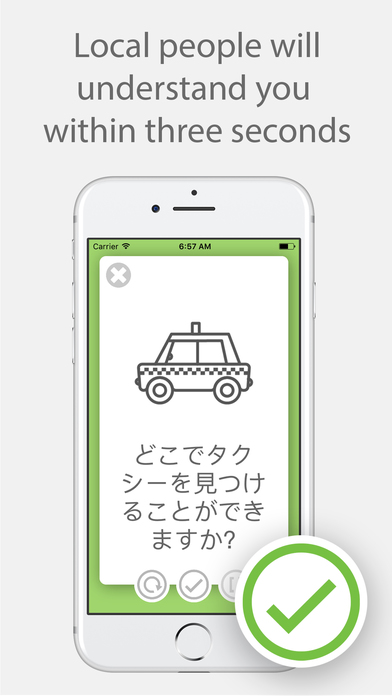 Local people will
understand you
within three seconds
Carrier 6:57 AM
どこでタク
シーを見つけ
ることができ
ますか?